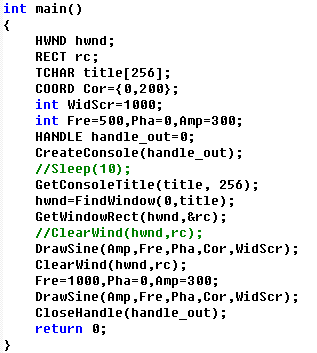 int main()
{
HWND hwnd;
RECT rc;
TCHAR title[256];
COORD Cor={0,200};
int WidScr=1000;
int Fre=500,Pha=0,Amp=300;
HANDLE handle_out=0;
CreateConsole(handle_out);
//Sleep(10);
GetConsoleTitle(title, 256);
hwnd=FindWindow(0,title);
GetWindowRect(hwnd,&rc);
//ClearWind(hwnd,rc);
DrawSine(Amp,Fre,Pha,Cor,WidScr);
ClearWind(hwnd,rc);
Fre=1000,Pha=0,Amp=300;
DrawSine(Amp,Fre,Pha,Cor,WidScr);
CloseHandle(handle_out);
return 0;
}